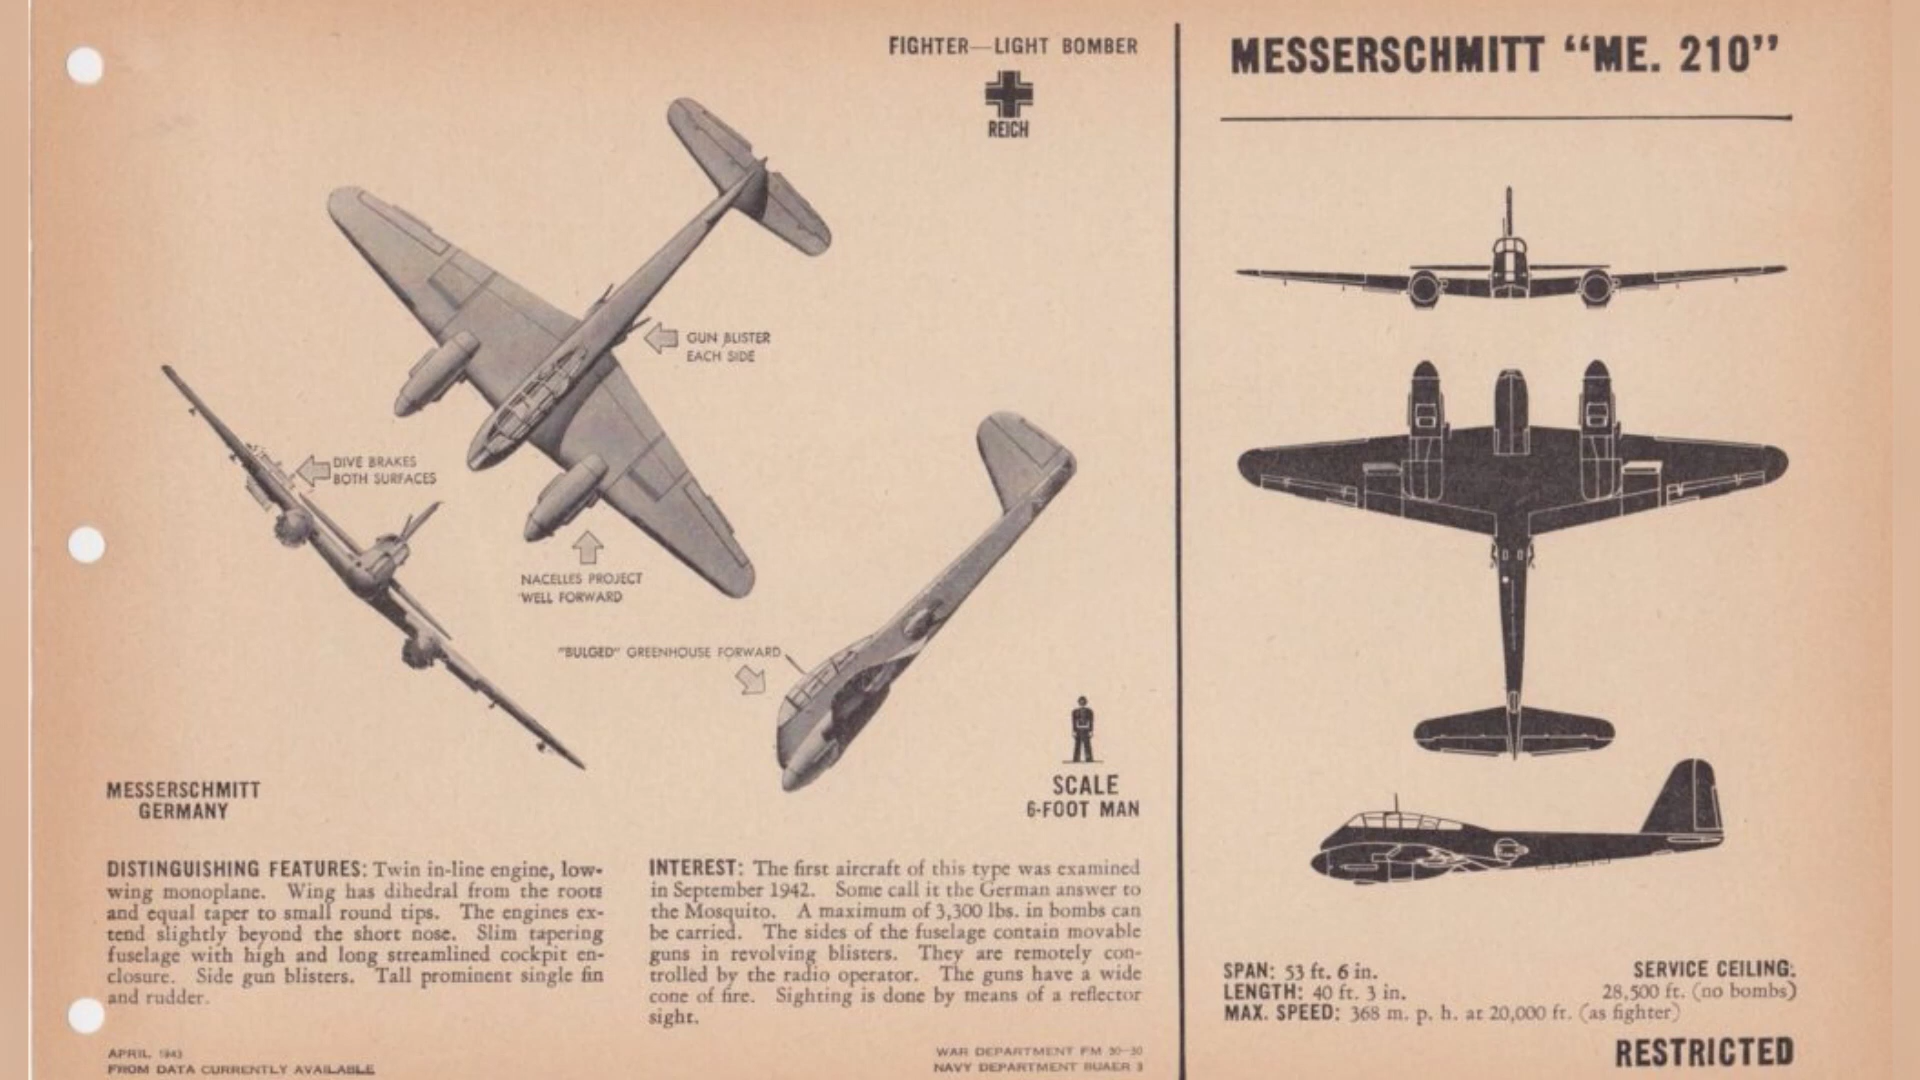 FIGHTER—LIGHT BOMBER
REICH
GUN BLISTER
EACH SIDE
DIVE BRAKES
BOTH SURFACES
NACELLES PROJECT
WELL FORWARD
"BULGED" GREENHOUSE FORWARD
MESSERSCHMITT
GERMANY
SCALE
6-FOOT MAN
DISTINGUISHING FEATURES: Twin in-line engine, low-
wing monoplane. Wing has dihedral from the roots
and equal taper to small round tips. The engines ex-
tend slightly beyond the short nose. Slim tapering
fuselage with high and long streamlined cockpit en-
closure. Side gun blisters. Tall prominent single fin
and rudder.
INTEREST: The first aircraft of this type was examined
in September 1942. Some call it the German answer to
the Mosquito. A maximum of 3,300 lbs. in bombs can
be carried. The sides of the fuselage contain movable
guns in revolving blisters. They are remotely con-
trolled by the radio operator. The guns have a wide
cone of fire. Sighting is done by means of a reflector
sight.
APRIL, 1943
FROM DATA CURRENTLY AVAILABLE
WAR DEPARTMENT FM 30—30
NAVY DEPARTMENT BUAER 3
MESSERSCHMITT “ME. 210”
SPAN: 53 ft. 6 in.
LENGTH: 40 ft. 3 in.
MAX. SPEED: 368 m. p. h. at 20,000 ft. (as fighter)
SERVICE CEILING:
28,500 ft. (no bombs)
RESTRICTED